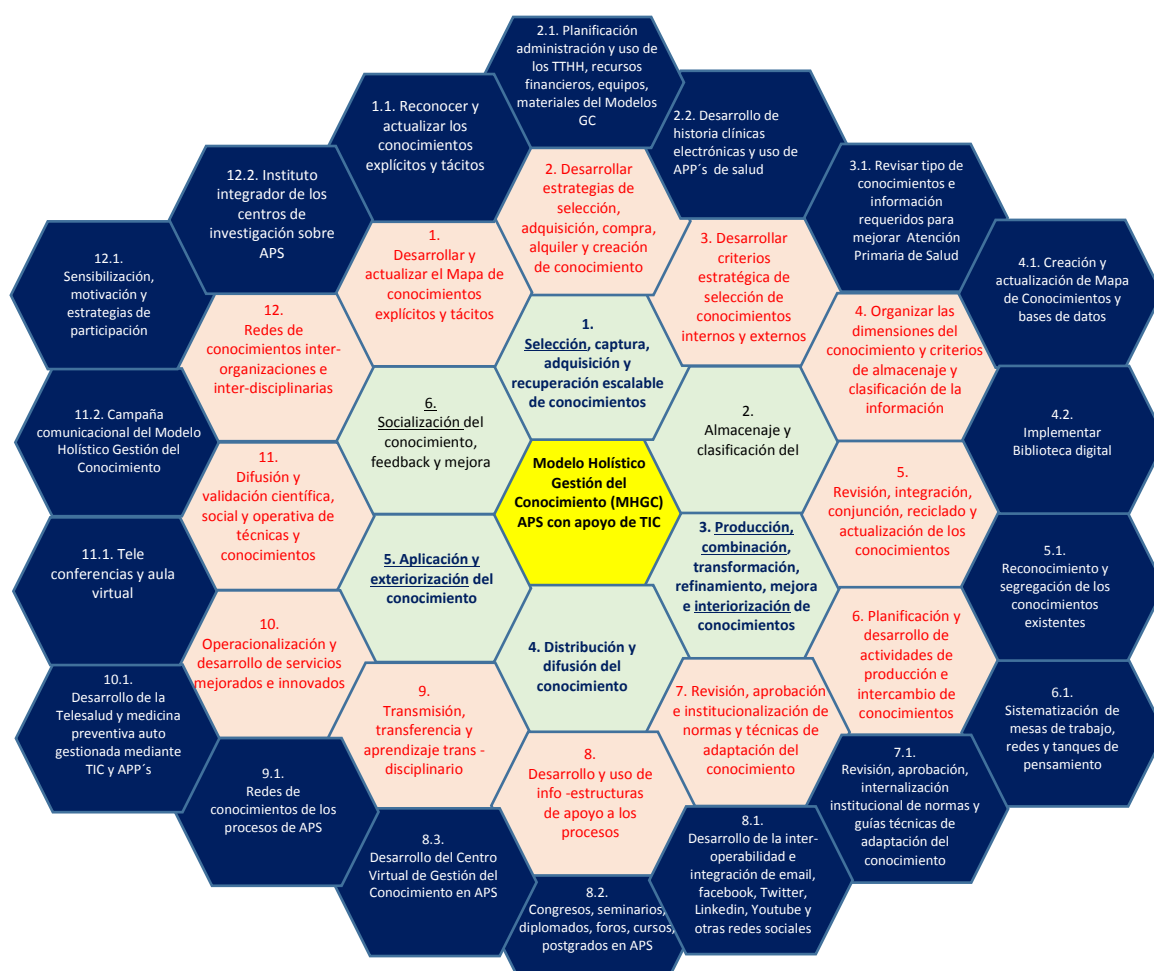 2.1. Planificación
administración y uso de
los TTHH, recursos
financieros, equipos,
materiales del Modelos
GC
1.1. Reconocer y
actualizar los
conocimientos
explícitos y tácitos
2.2. Desarrollo de
historia clínicas
electrónicas y uso de
APP´s de salud
12.2. Instituto
integrador de los
centros de
investigación sobre
APS
2. Desarrollar
estrategias de
selección,
adquisición, compra,
alquiler y creación
de conocimiento
3.1. Revisar tipo de
conocimientos e
información
requeridos para
mejorar Atención
Primaria de Salud
12.1.
Sensibilización,
motivación y
estrategias de
participación
1.
Desarrollar y
actualizar el Mapa de
conocimientos
explícitos y tácitos
3. Desarrollar
criterios
estratégica de
selección de
conocimientos
internos y externos
4.1. Creación y
actualización de Mapa
de Conocimientos y
bases de datos
12.
Redes de
conocimientos inter-
organizaciones e
inter-disciplinarias
1.
Selección, captura,
adquisición y
recuperación escalable
de conocimientos
4. Organizar las
dimensiones del
conocimiento y criterios
de almacenaje y
clasificación de la
información
11.2. Campaña
comunicacional del Modelo
Holístico Gestión del
Conocimiento
6.
Socialización del
conocimiento,
feedback y mejora
2.
Almacenaje y
clasificación del
4.2.
Implementar
Biblioteca digital
11.
Difusión y
validación científica,
social y operativa de
técnicas y
conocimientos
Modelo Holístico
Gestión del
Conocimiento (MHGC)
APS con apoyo de TIC
5.
Revisión, integración,
conjunción, reciclado y
actualización de los
conocimientos
11.1. Tele
conferencias y aula
virtual
5. Aplicación y
exteriorización del
conocimiento
3. Producción,
combinación,
transformación,
refinamiento, mejora
e interiorización de
conocimientos
5.1.
Reconocimiento y
segregación de los
conocimientos
existentes
10.
Operacionalización y
desarrollo de servicios
mejorados e innovados
4. Distribución y
difusión del
conocimiento
6. Planificación y
desarrollo de
actividades de
producción e
intercambio de
conocimientos
10.1.
Desarrollo de la
Telesalud y medicina
preventiva auto
gestionada mediante
TIC y APP´s
9.
Transmisión,
transferencia y
aprendizaje trans -
disciplinario
7. Revisión, aprobación
e institucionalización de
normas y técnicas de
adaptación del
conocimiento
6.1.
Sistematización de
mesas de trabajo,
redes y tanques de
pensamiento
9.1.
Redes de
conocimientos de los
procesos de APS
8.
Desarrollo y uso de
info -estructuras
de apoyo a los
procesos
7.1.
Revisión, aprobación,
internalización
institucional de normas y
guías técnicas de
adaptación del
conocimiento
8.3.
Desarrollo del Centro
Virtual de Gestión del
Conocimiento en APS
8.2.
Congresos, seminarios,
diplomados, foros, cursos,
postgrados en APS
8.1.
Desarrollo de la inter-
operabilidad e
integración de email,
facebook, Twitter,
Linkedin, Youtube y
otras redes sociales